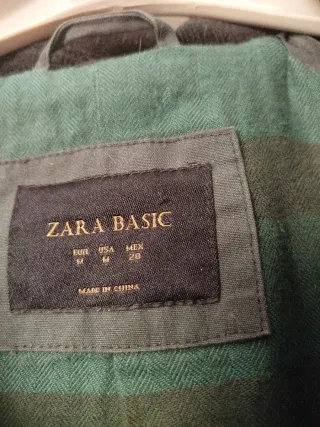 ZARA BASIC
EUR USA MEX
M M 28
MADE IN CHINA